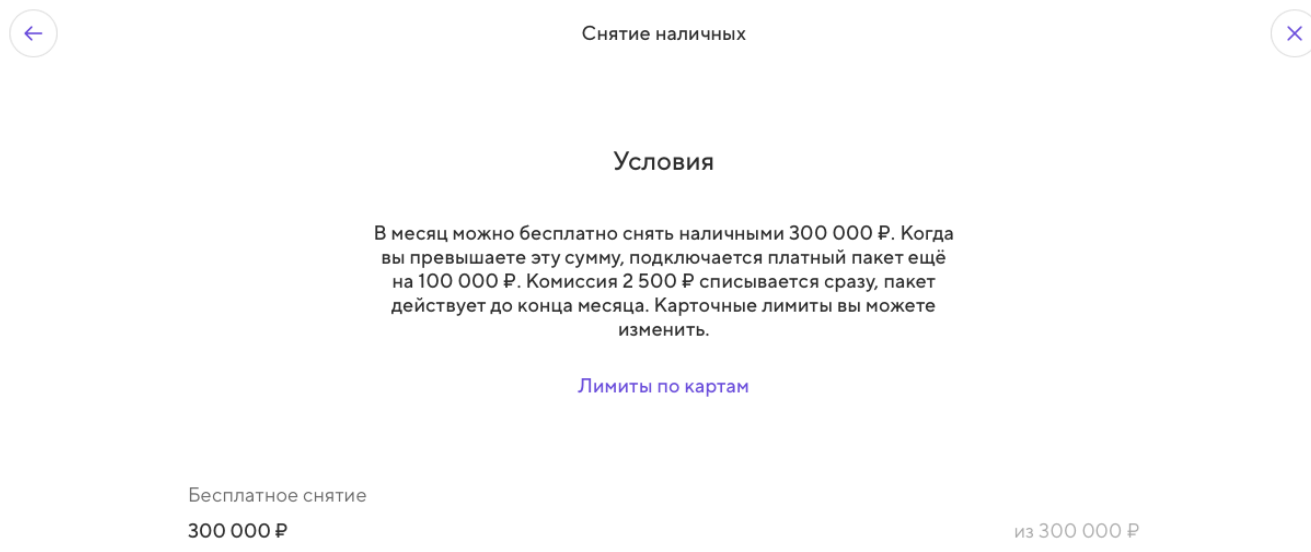 Снятие наличных
Условия
В месяц можно бесплатно снять наличными 300 000 ₽. Когда
вы превышаете эту сумму, подключается платный пакет ещё
на 100 000 ₽. Комиссия 2 500 ₽ списывается сразу, пакет
действует до конца месяца. Карточные лимиты вы можете
изменить.
Лимиты по картам
Бесплатное снятие
300 000 ₽
из 300 000 ₽